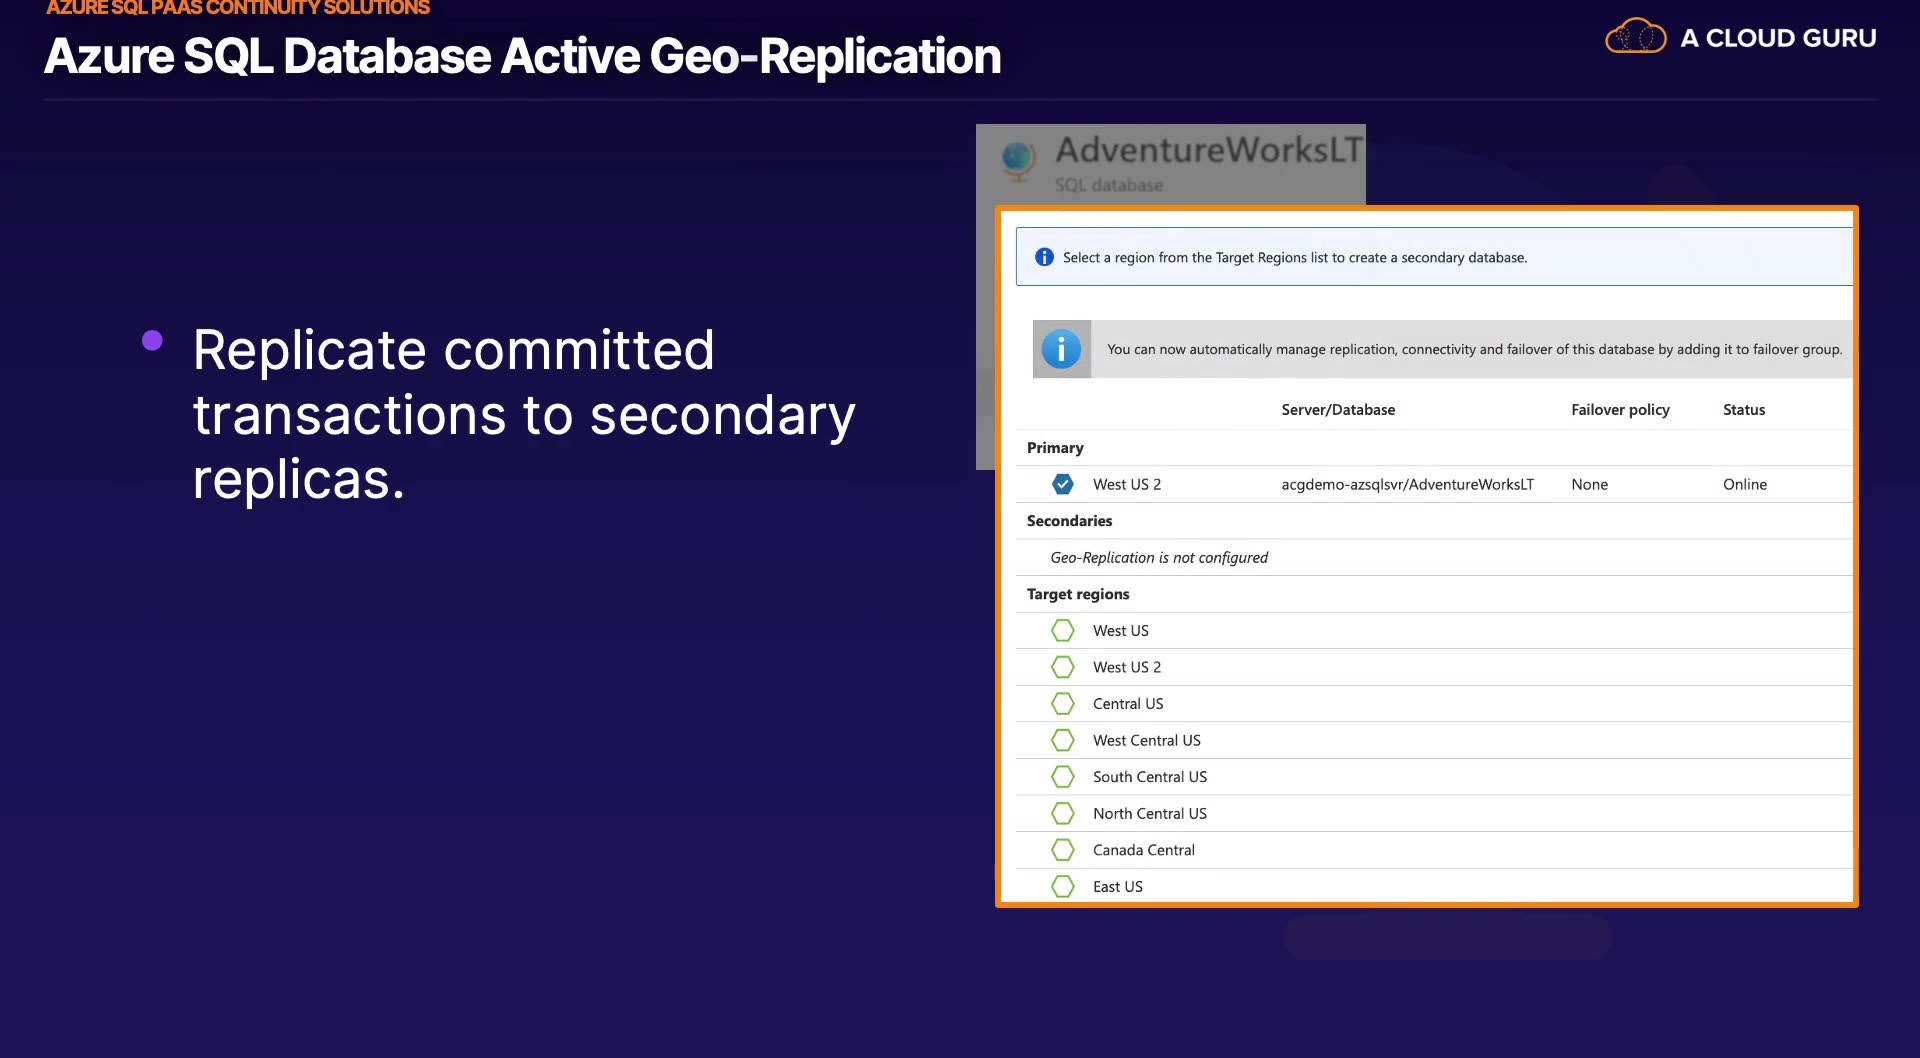 AZURE SQL PAAS CONTINUITY SOLUTIONS
Azure SQL Database Active Geo-Replication
A CLOUD GURU
Replicate committed
transactions to secondary
replicas.
AdventureWorksLT
SQL database
Select a region from the Target Regions list to create a secondary database.
You can now automatically manage replication, connectivity and failover of this database by adding it to failover group.
Server/Database Failover policy Status
Primary
West US 2 acgdemo-azsqlsvr/AdventureWorksLT None Online
Secondaries
Geo-Replication is not configured
Target regions
West US
West US 2
Central US
West Central US
South Central US
North Central US
Canada Central
East US